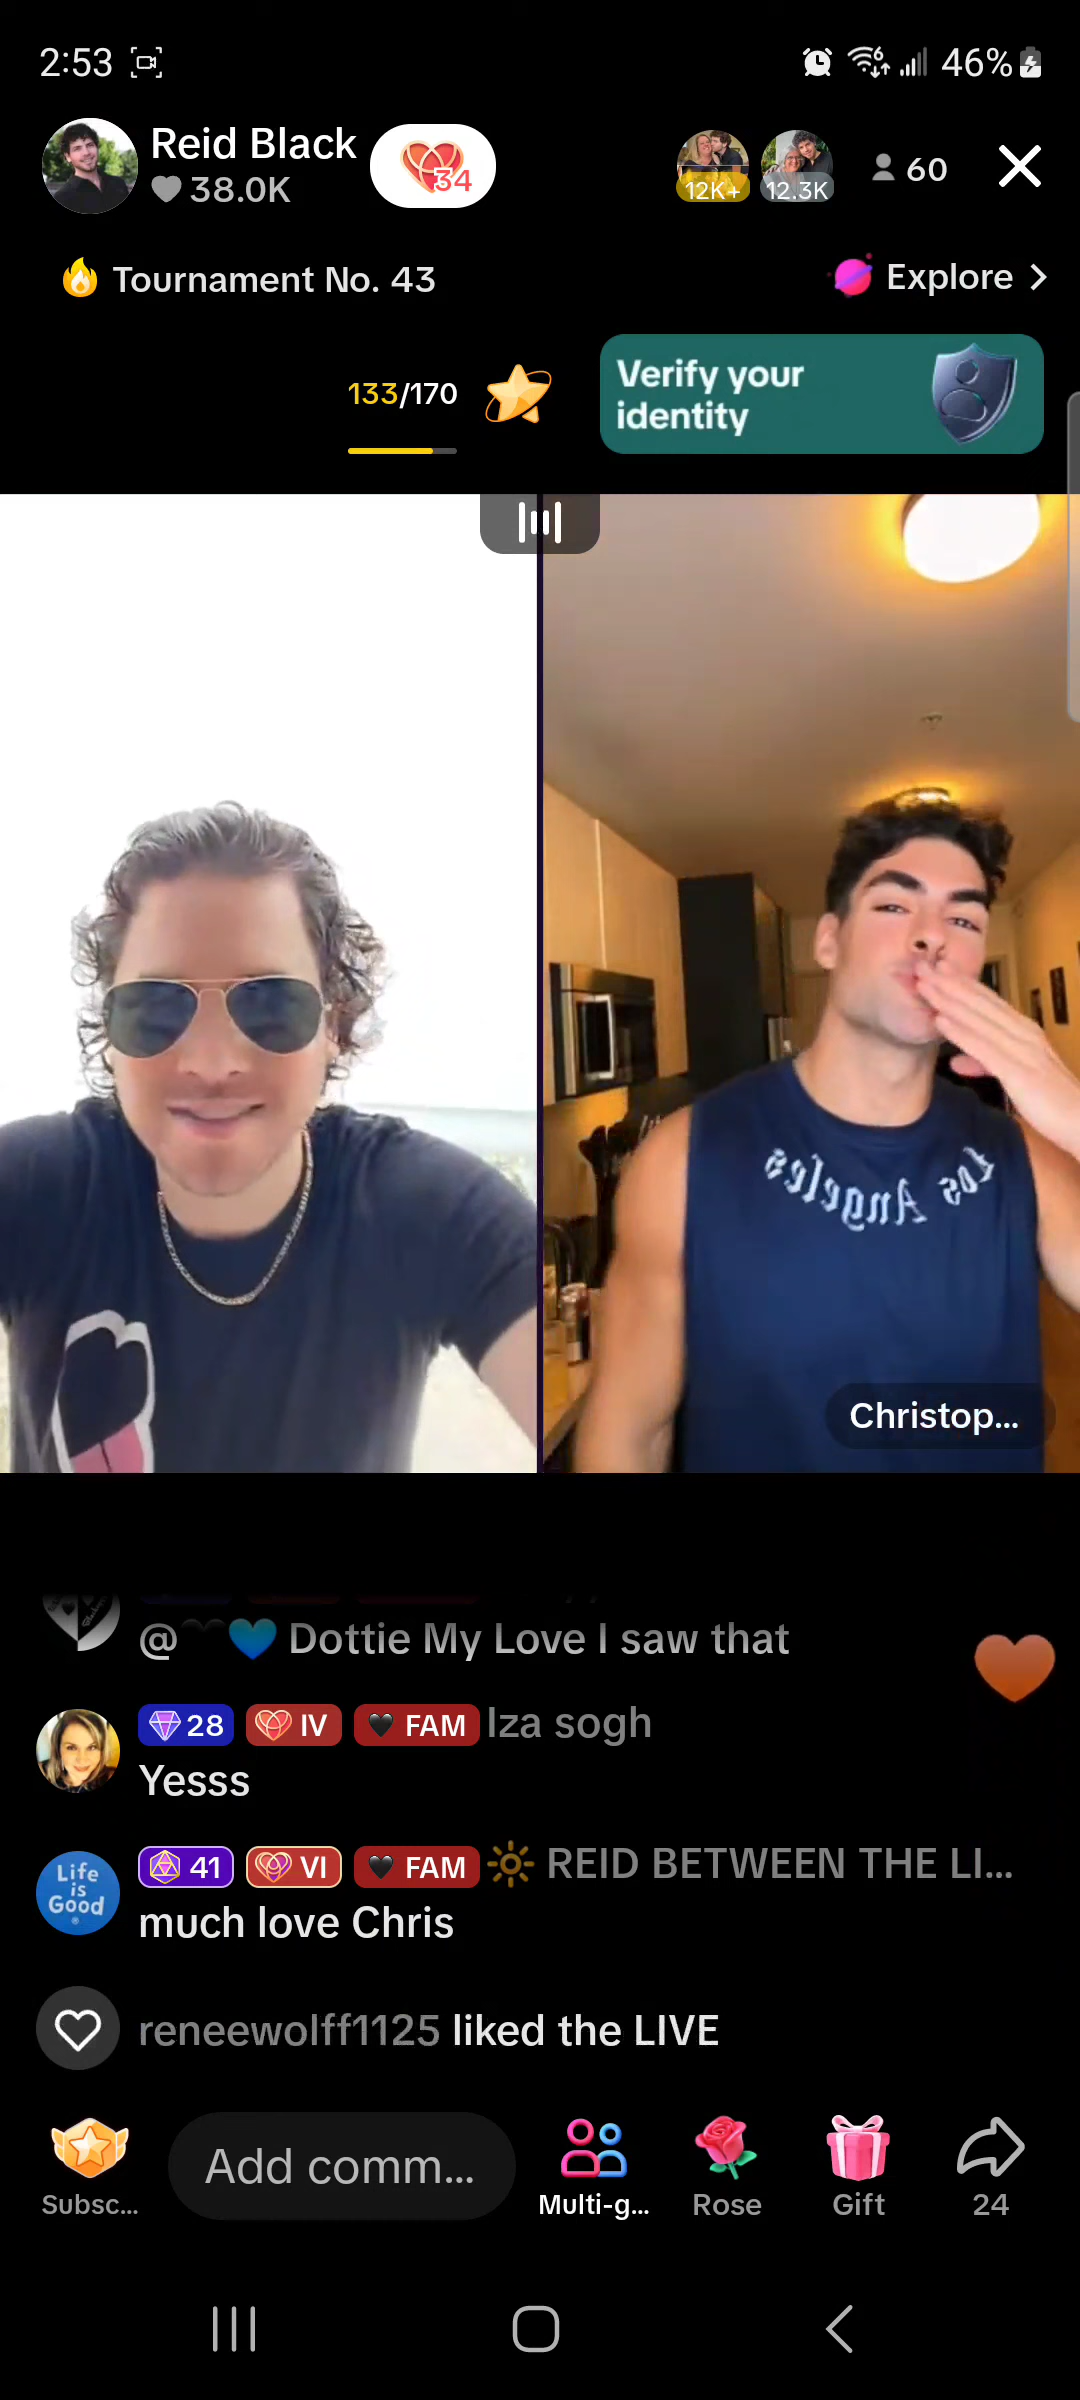 2:53
46%
Reid Black
38.0K
34
12K+
12.3K
60
Tournament No. 43
Explore
133/170
Verify your
identity
Los Angeles
Christop...
@🖤💙 Dottie My Love I saw that
28 IV 🖤 FAM Iza sogh
Yesss
Life
is
Good
41 VI 🖤 FAM 🔆 REID BETWEEN THE LI...
much love Chris
reneewolff1125 liked the LIVE
Subsc...
Add comm...
Multi-g...
Rose
Gift
24